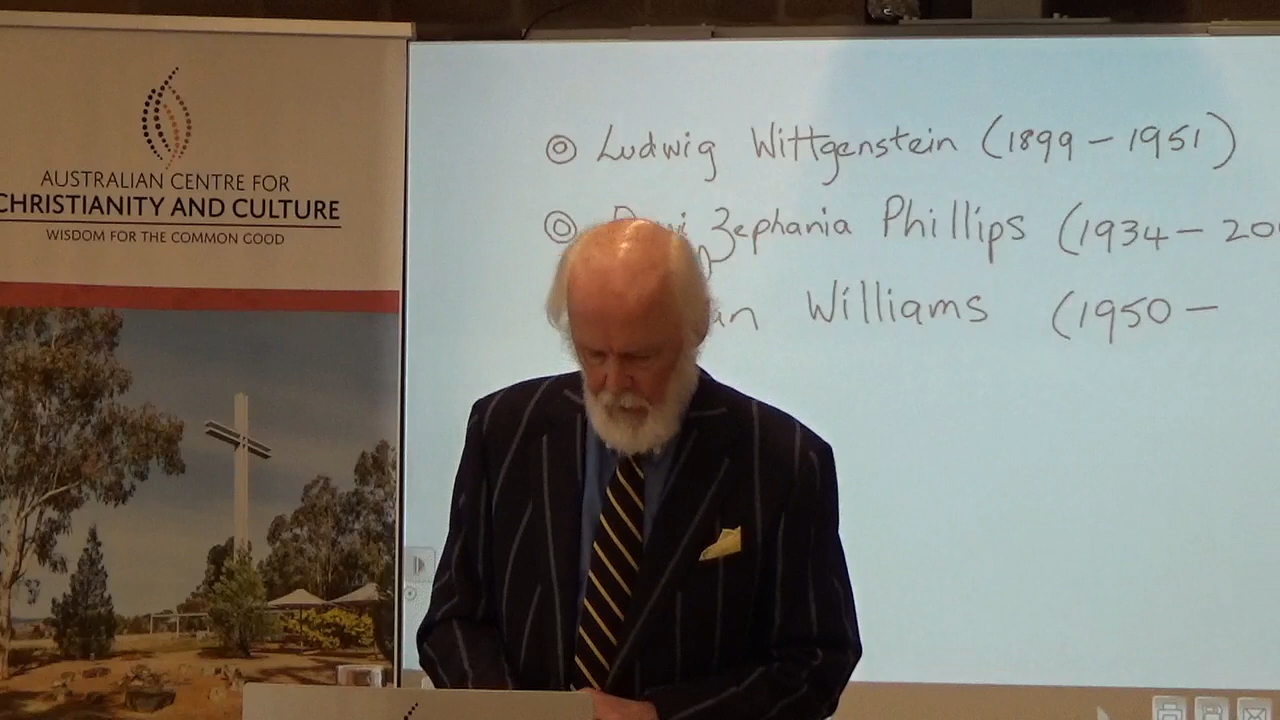 AUSTRALIAN CENTRE FOR
CHRISTIANITY AND CULTURE
WISDOM FOR THE COMMON GOOD
Ludwig Wittgenstein (1899 – 1951)
Zephania Phillips (1934 – 20
Williams (1950 –